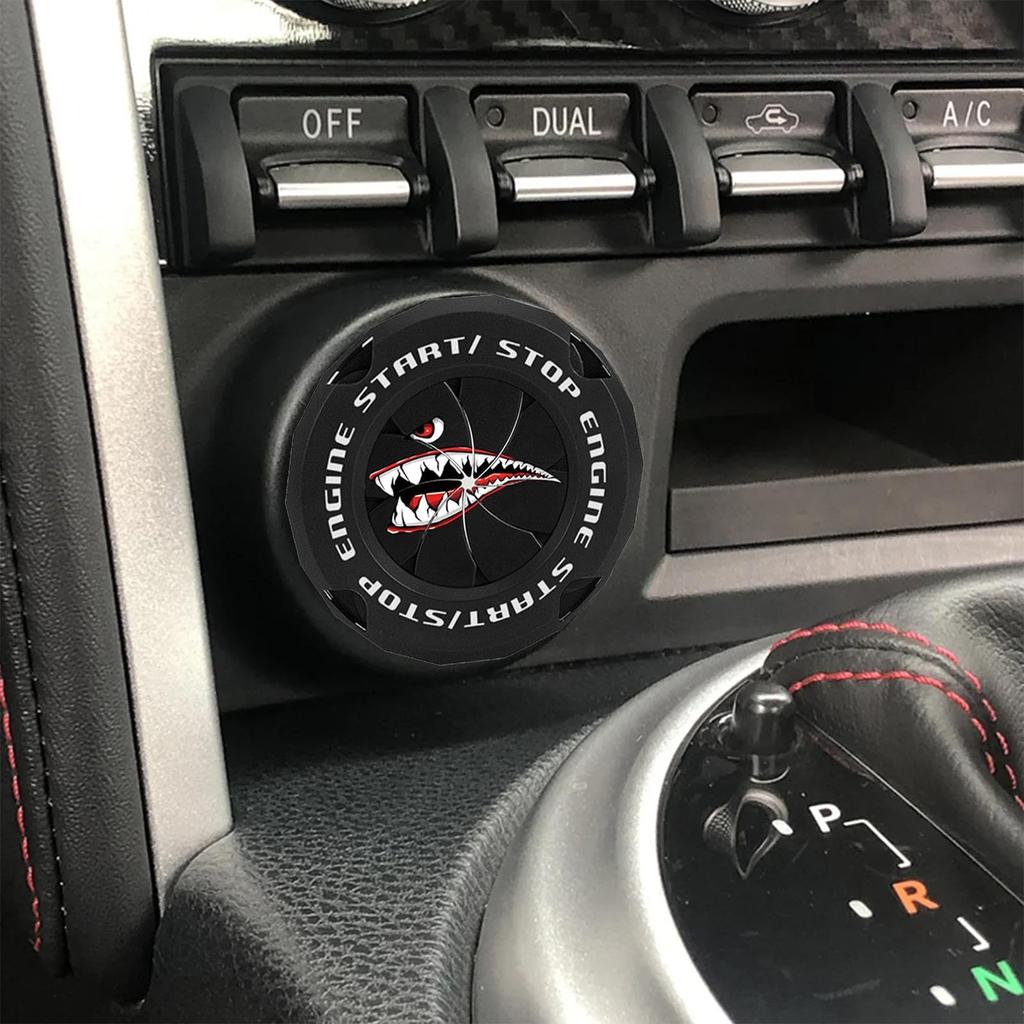 OFF
DUAL
A/C
ENGINE START/ STOP ENGINE START/STOP
P
R
N